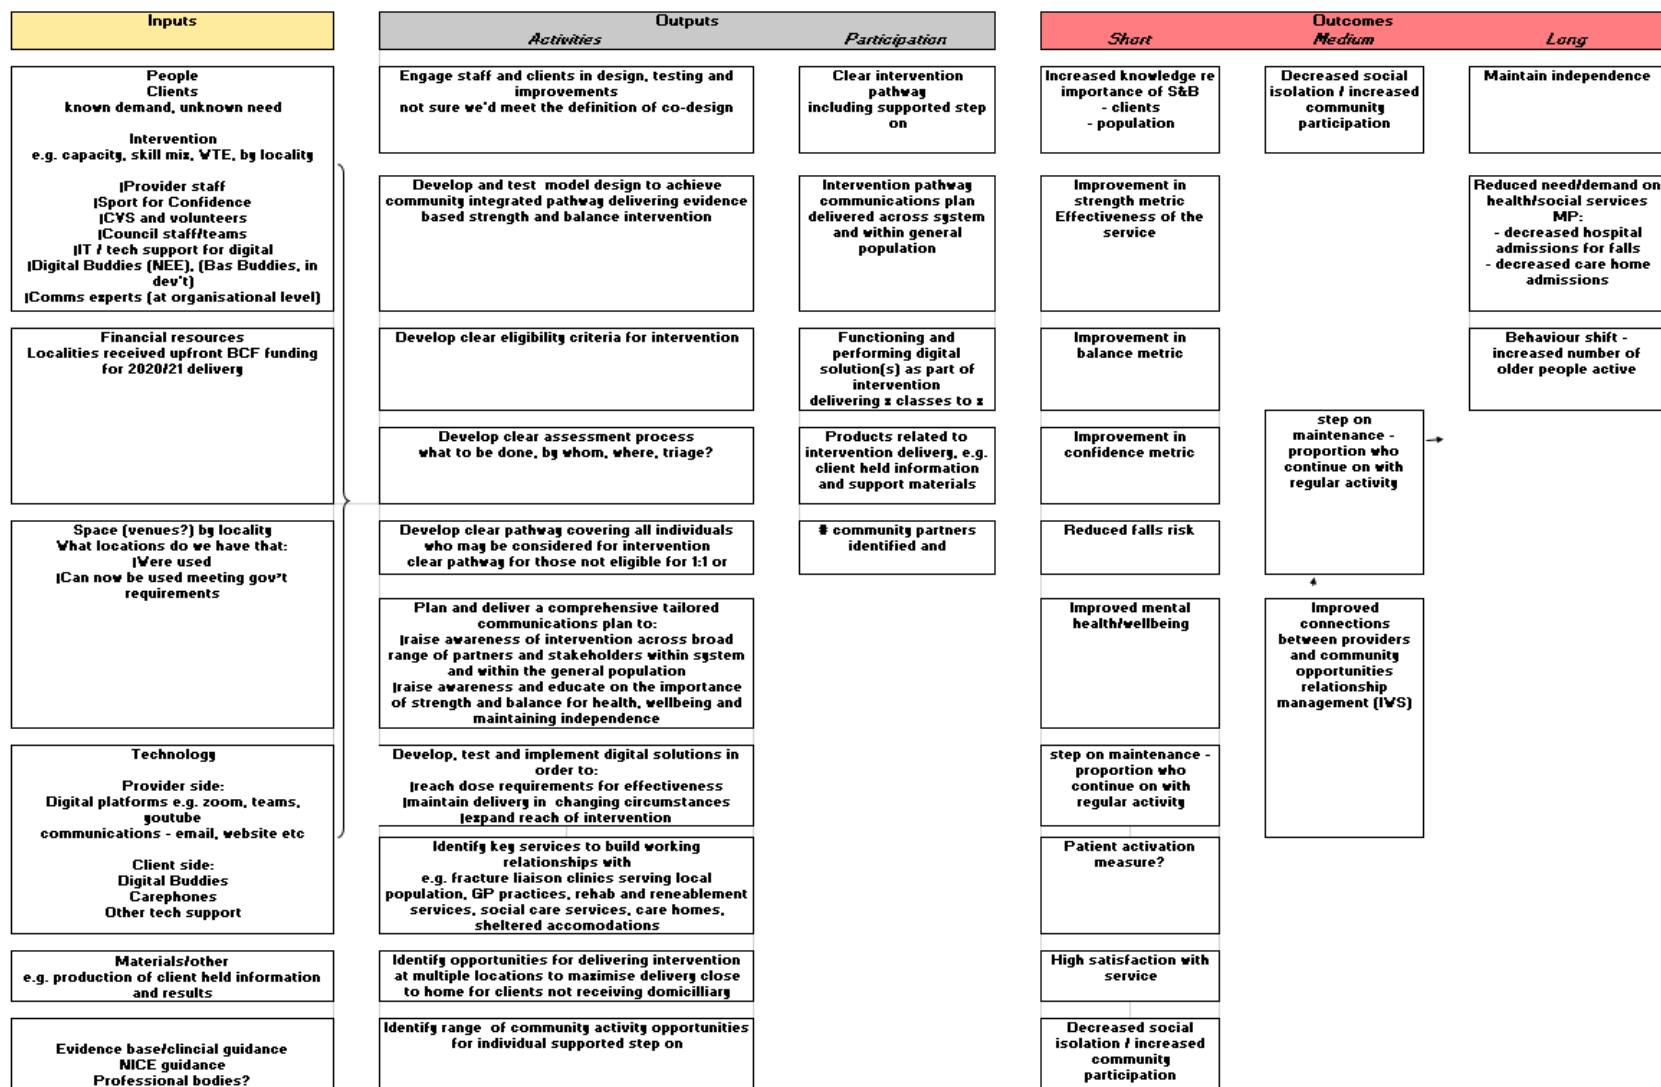 Inputs
Outputs
Activities
Participation
Outcomes
Short
Medium
Long
People
Clients
known demand, unknown need
Intervention
e.g. capacity, skill mix, WTE, by locality
Provider staff
Sport for Confidence
CVS and volunteers
Council staff/teams
IT / tech support for digital
Digital Buddies (NEE), (Bas Buddies, in
dev't)
Comms experts (at organisational level)
Financial resources
Localities received upfront BCF funding
for 2020/21 delivery
Space (venues?) by locality
What locations do we have that:
Were used
Can now be used meeting gov't
requirements
Technology
Provider side:
Digital platforms e.g. zoom, teams,
youtube
communications - email, website etc
Client side:
Digital Buddies
Carephones
Other tech support
Materials/other
e.g. production of client held information
and results
Evidence base/clincial guidance
NICE guidance
Professional bodies?
Engage staff and clients in design, testing and
improvements
not sure we'd meet the definition of co-design
Develop and test model design to achieve
community integrated pathway delivering evidence
based strength and balance intervention
Develop clear eligibility criteria for intervention
Develop clear assessment process
what to be done, by whom, where, triage?
Develop clear pathway covering all individuals
who may be considered for intervention
clear pathway for those not eligible for 1:1 or
Plan and deliver a comprehensive tailored
communications plan to:
raise awareness of intervention across broad
range of partners and stakeholders within system
and within the general population
raise awareness and educate on the importance
of strength and balance for health, wellbeing and
maintaining independence
Develop, test and implement digital solutions in
order to:
reach dose requirements for effectiveness
maintain delivery in changing circumstances
expand reach of intervention
Identify key services to build working
relationships with
e.g. fracture liaison clinics serving local
population, GP practices, rehab and reneablement
services, social care services, care homes,
sheltered accomodations
Identify opportunities for delivering intervention
at multiple locations to maximise delivery close
to home for clients not receiving domicilliary
Identify range of community activity opportunities
for individual supported step on
Clear intervention
pathway
including supported step
on
Intervention pathway
communications plan
delivered across system
and within general
population
Functioning and
performing digital
solution(s) as part of
intervention
delivering x classes to x
Products related to
intervention delivery, e.g.
client held information
and support materials
# community partners
identified and
Increased knowledge re
importance of S&B
- clients
- population
Improvement in
strength metric
Effectiveness of the
service
Improvement in
balance metric
Improvement in
confidence metric
Reduced falls risk
Improved mental
health/wellbeing
step on maintenance -
proportion who
continue on with
regular activity
Patient activation
measure?
High satisfaction with
service
Decreased social
isolation / increased
community
participation
Decreased social
isolation / increased
community
participation
step on
maintenance -
proportion who
continue on with
regular activity
Improved
connections
between providers
and community
opportunities
relationship
management (IWS)
Maintain independence
Reduced need/demand on
health/social services
MP:
- decreased hospital
admissions for falls
- decreased care home
admissions
Behaviour shift -
increased number of
older people active